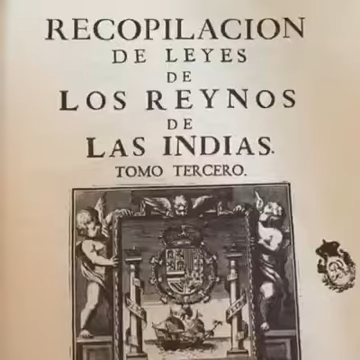 RECOPILACION
DE LEYES
DE
LOS REYNOS
DE
LAS INDIAS.
TOMO TERCERO.